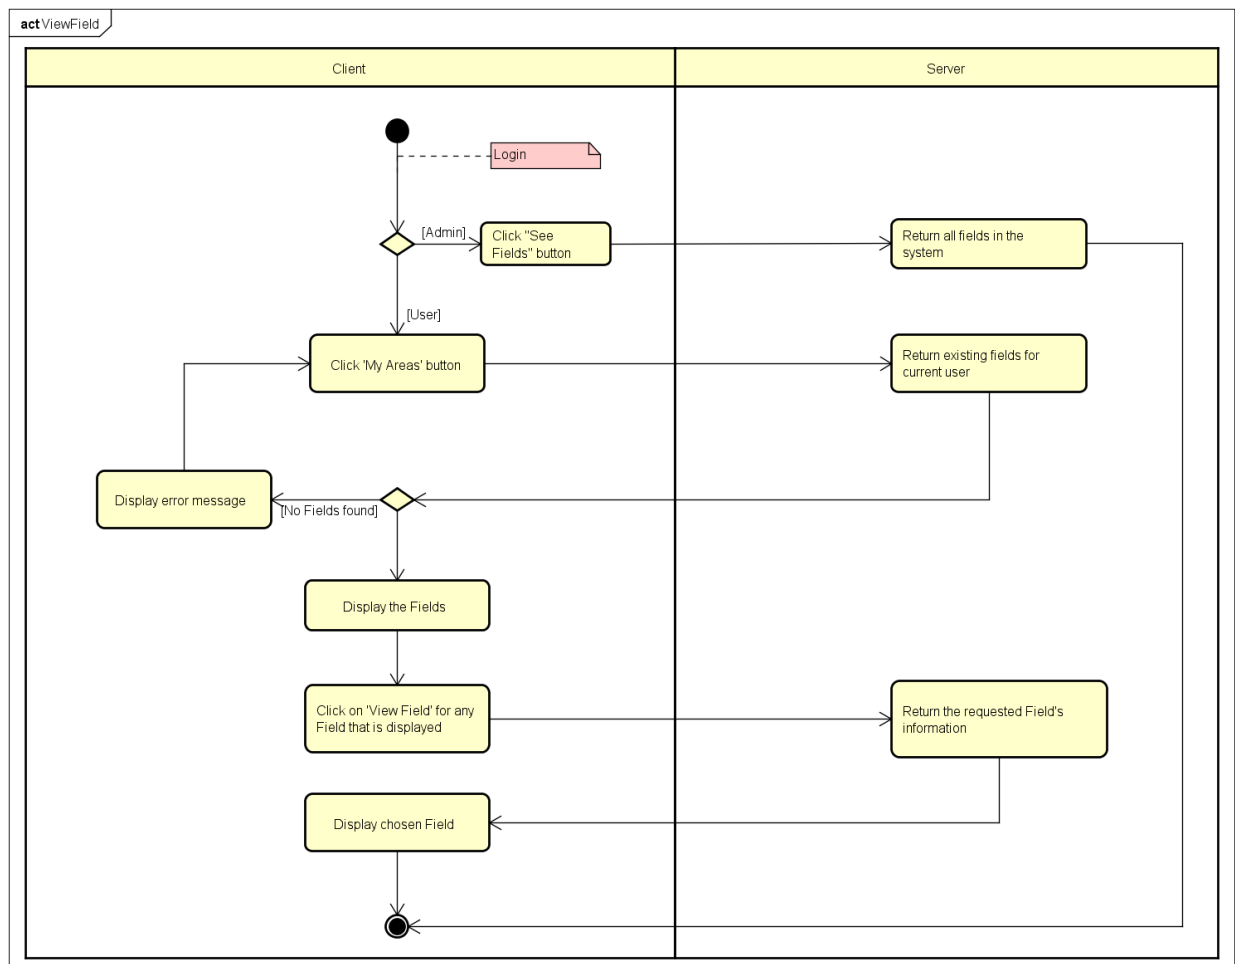 act ViewField
Client
Server
Login
[Admin]
Click "See
Fields" button
Return all fields in the
system
[User]
Click 'My Areas' button
Return existing fields for
current user
Display error message
[No Fields found]
Display the Fields
Click on 'View Field' for any
Field that is displayed
Return the requested Field's
information
Display chosen Field